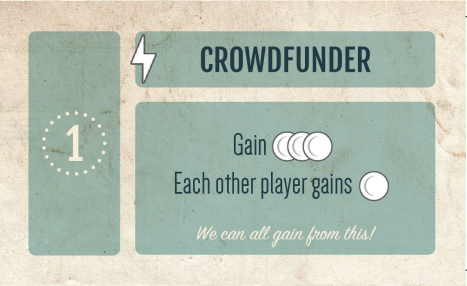 CROWDFUNDER
1
Gain
Each other player gains
We can all gain from this!